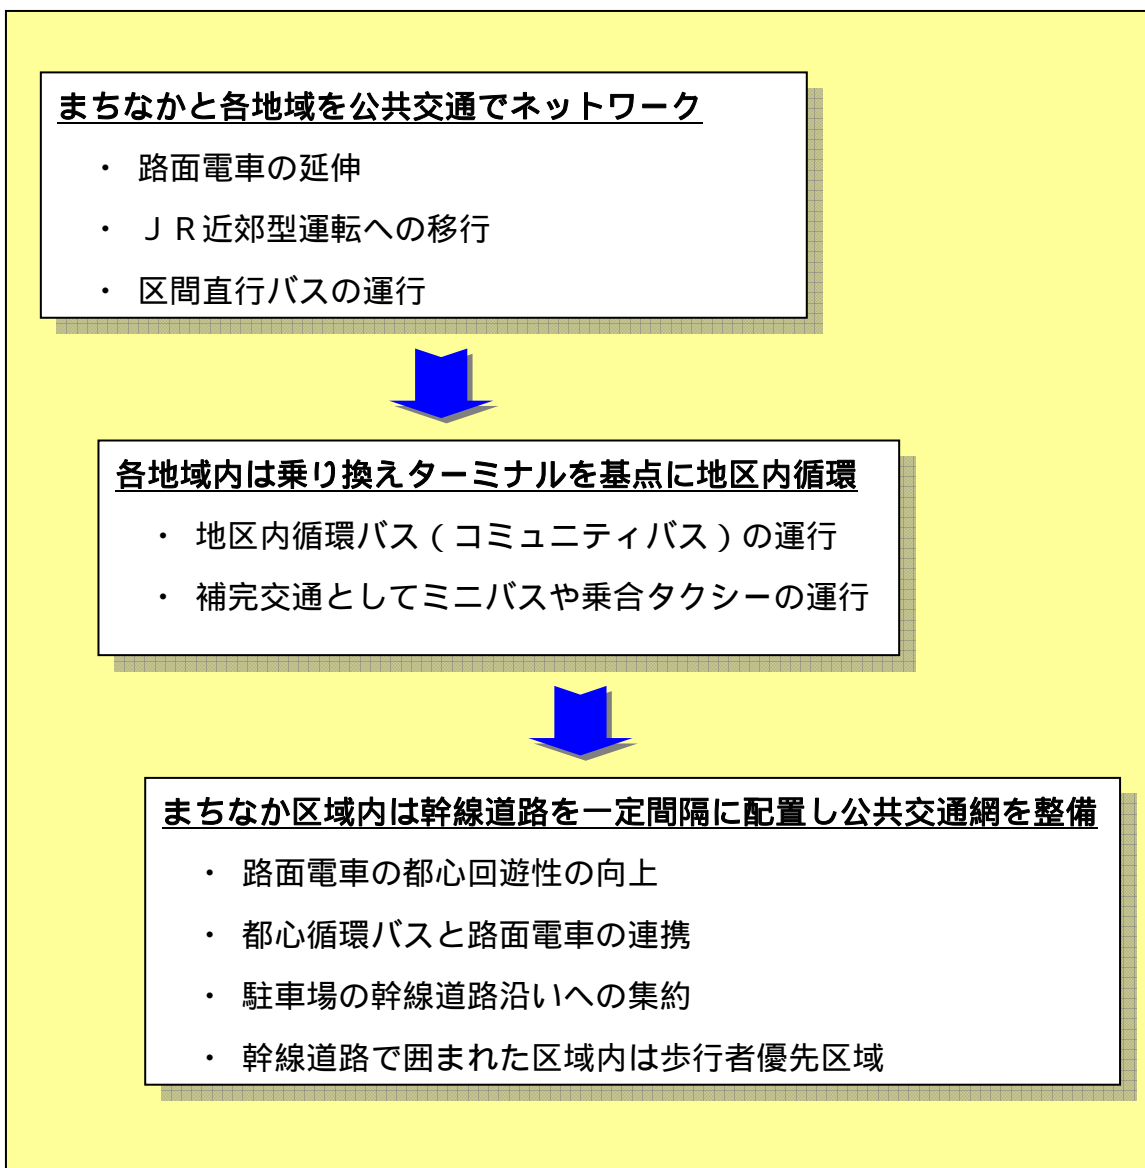 まちなかと各地域を公共交通でネットワーク
・ 路面電車の延伸
・ ＪＲ近郊型運転への移行
・ 区間直行バスの運行
各地域内は乗り換えターミナルを基点に地区内循環
・ 地区内循環バス（コミュニティバス）の運行
・ 補完交通としてミニバスや乗合タクシーの運行
まちなか区域内は幹線道路を一定間隔に配置し公共交通網を整備
・ 路面電車の都心回遊性の向上
・ 都心循環バスと路面電車の連携
・ 駐車場の幹線道路沿いへの集約
・ 幹線道路で囲まれた区域内は歩行者優先区域